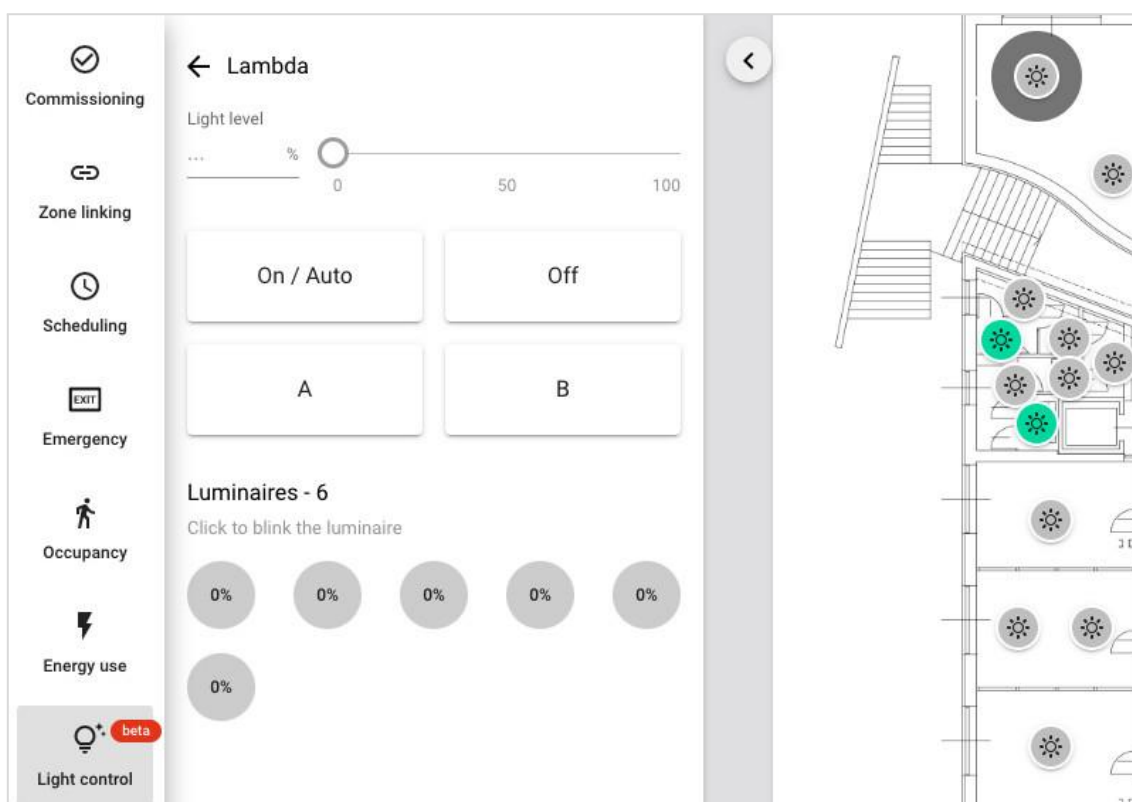 Commissioning
Zone linking
Scheduling
EXIT
Emergency
Occupancy
Energy use
beta
Light control
Lambda
Light level
... %
0 50 100
On / Auto Off
A B
Luminaires - 6
Click to blink the luminaire
0% 0% 0% 0% 0%
0%